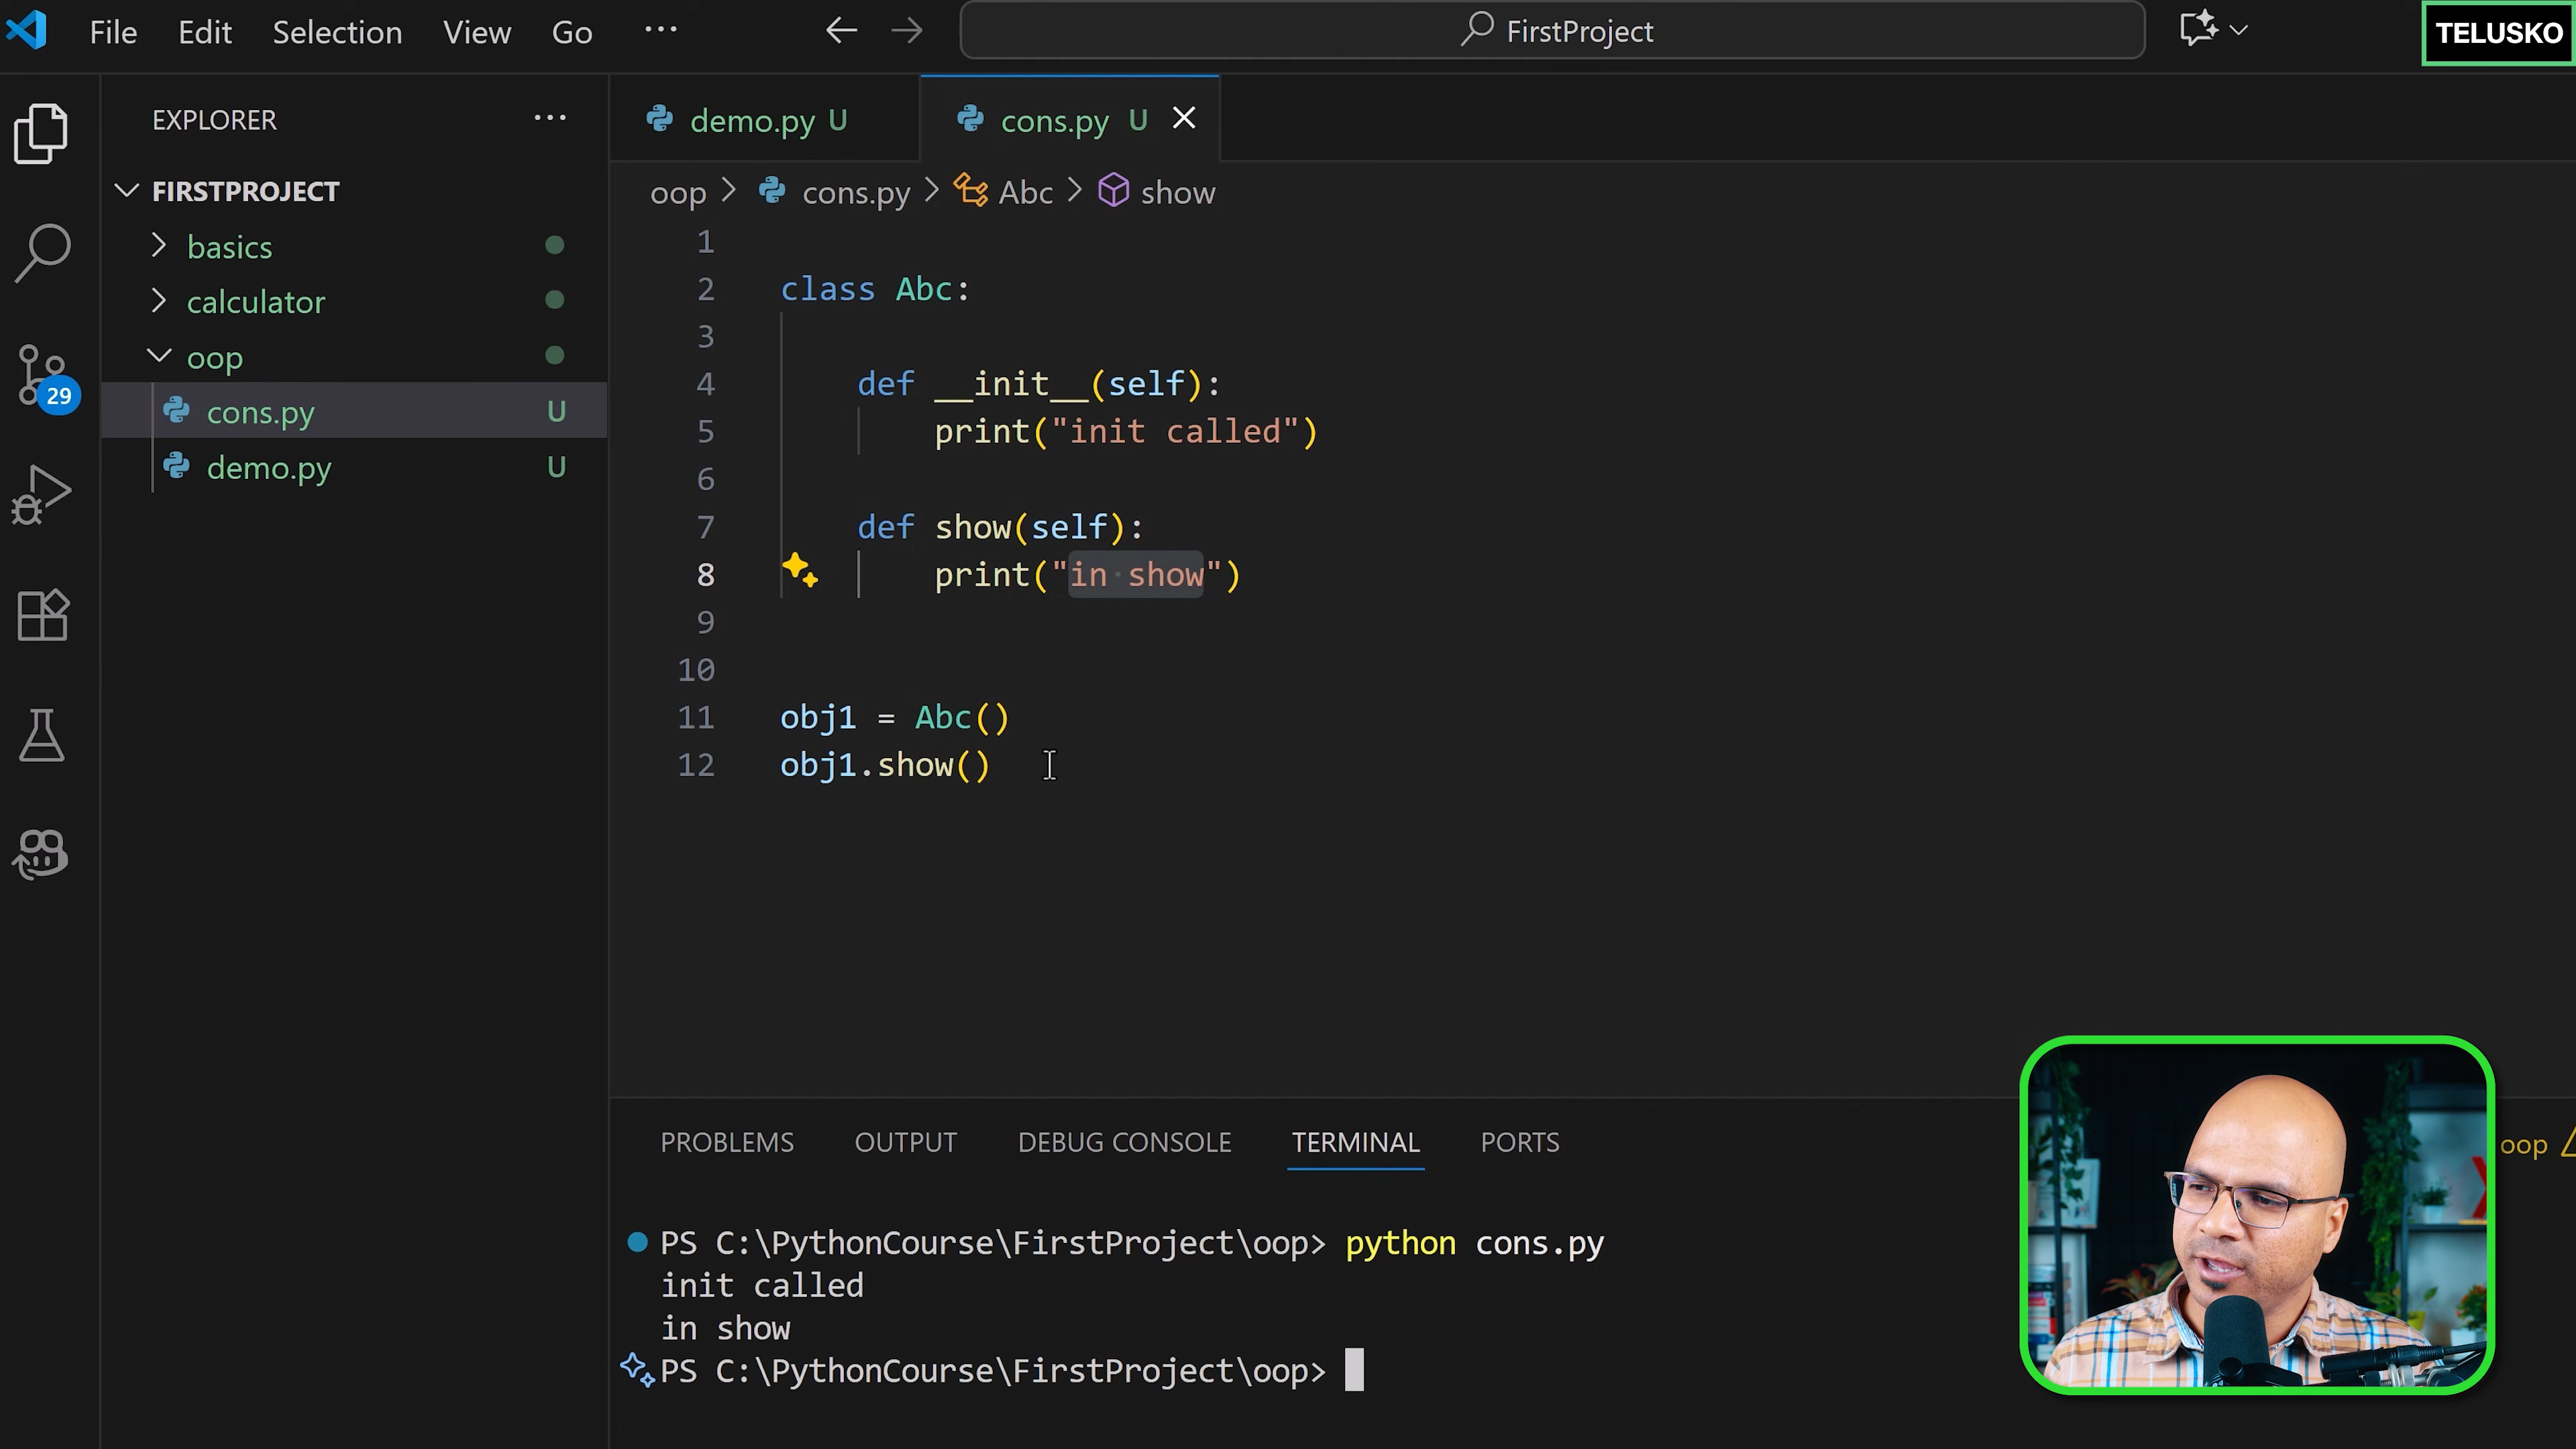 File Edit Selection View Go ...
FirstProject
TELUSKO
EXPLORER ...
FIRSTPROJECT
basics
calculator
oop
cons.py U
demo.py U
29
demo.py U
cons.py U
oop > cons.py > Abc > show
1
2 class Abc:
3
4 def __init__(self):
5 print("init called")
6
7 def show(self):
8 print("in show")
9
10
11 obj1 = Abc()
12 obj1.show()
PROBLEMS OUTPUT DEBUG CONSOLE TERMINAL PORTS
oop
PS C:\PythonCourse\FirstProject\oop> python cons.py
init called
in show
PS C:\PythonCourse\FirstProject\oop>